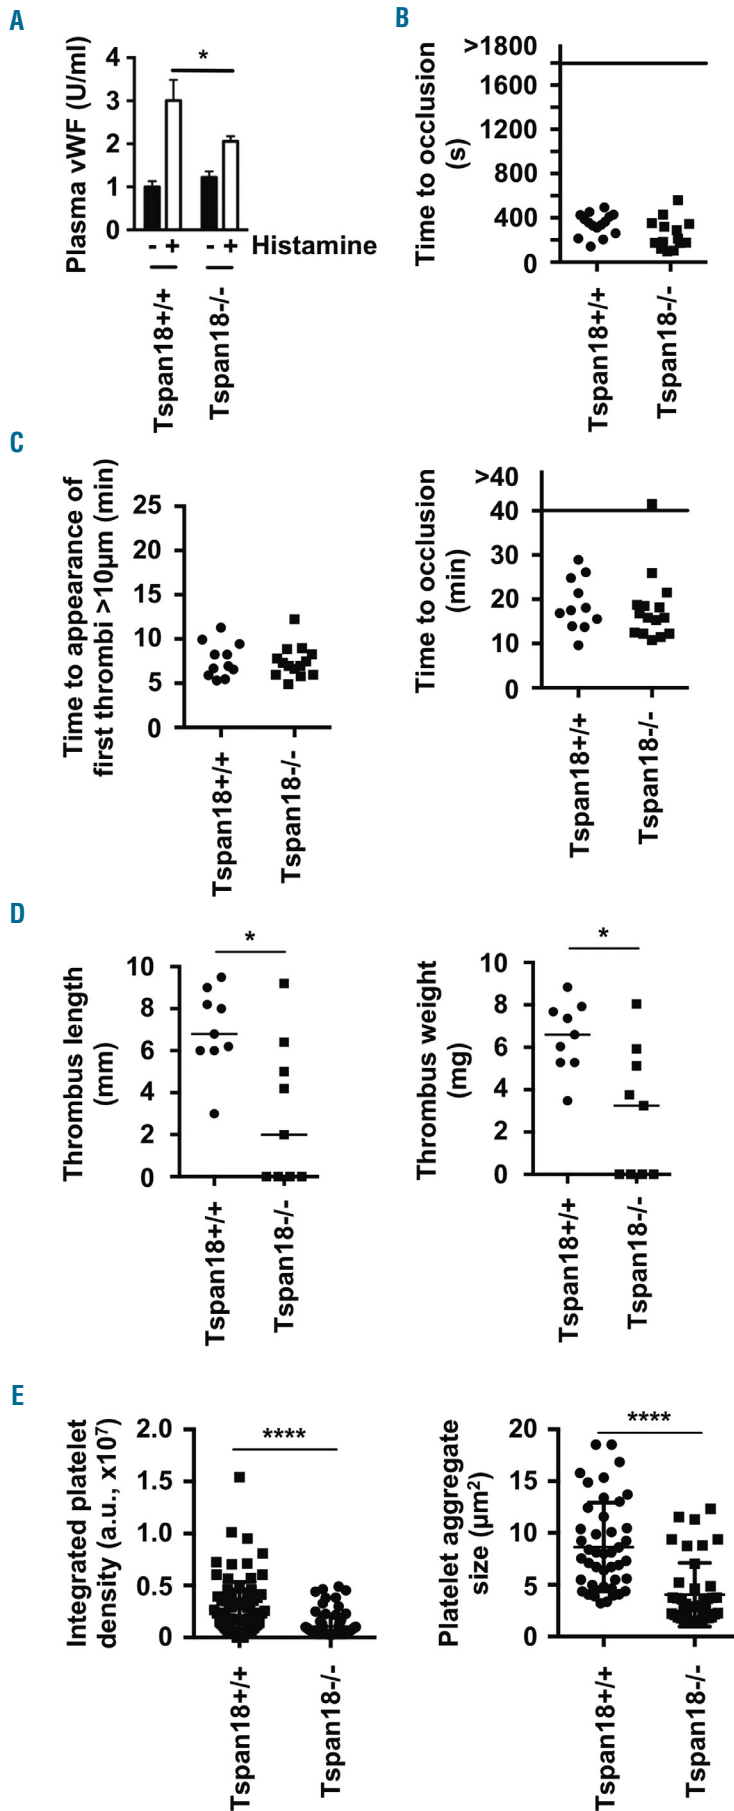 A
Plasma vWF (U/ml)
4
3
2
1
0
*
- + - + Histamine
Tspan18+/+
Tspan18-/-
B
Time to occlusion
(s)
>1800
1600
1200
800
400
0
Tspan18+/+
Tspan18-/-
C
Time to appearance of
first thrombi >10µm (min)
25
20
15
10
5
0
Tspan18+/+
Tspan18-/-
Time to occlusion
(min)
>40
40
30
20
10
0
Tspan18+/+
Tspan18-/-
D
Thrombus length
(mm)
10
8
6
4
2
0
*
Tspan18+/+
Tspan18-/-
Thrombus weight
(mg)
10
8
6
4
2
0
*
Tspan18+/+
Tspan18-/-
E
Integrated platelet
density (a.u., x10⁷)
2.0
1.5
1.0
0.5
0
****
Tspan18+/+
Tspan18-/-
Platelet aggregate
size (µm²)
20
15
10
5
0
****
Tspan18+/+
Tspan18-/-